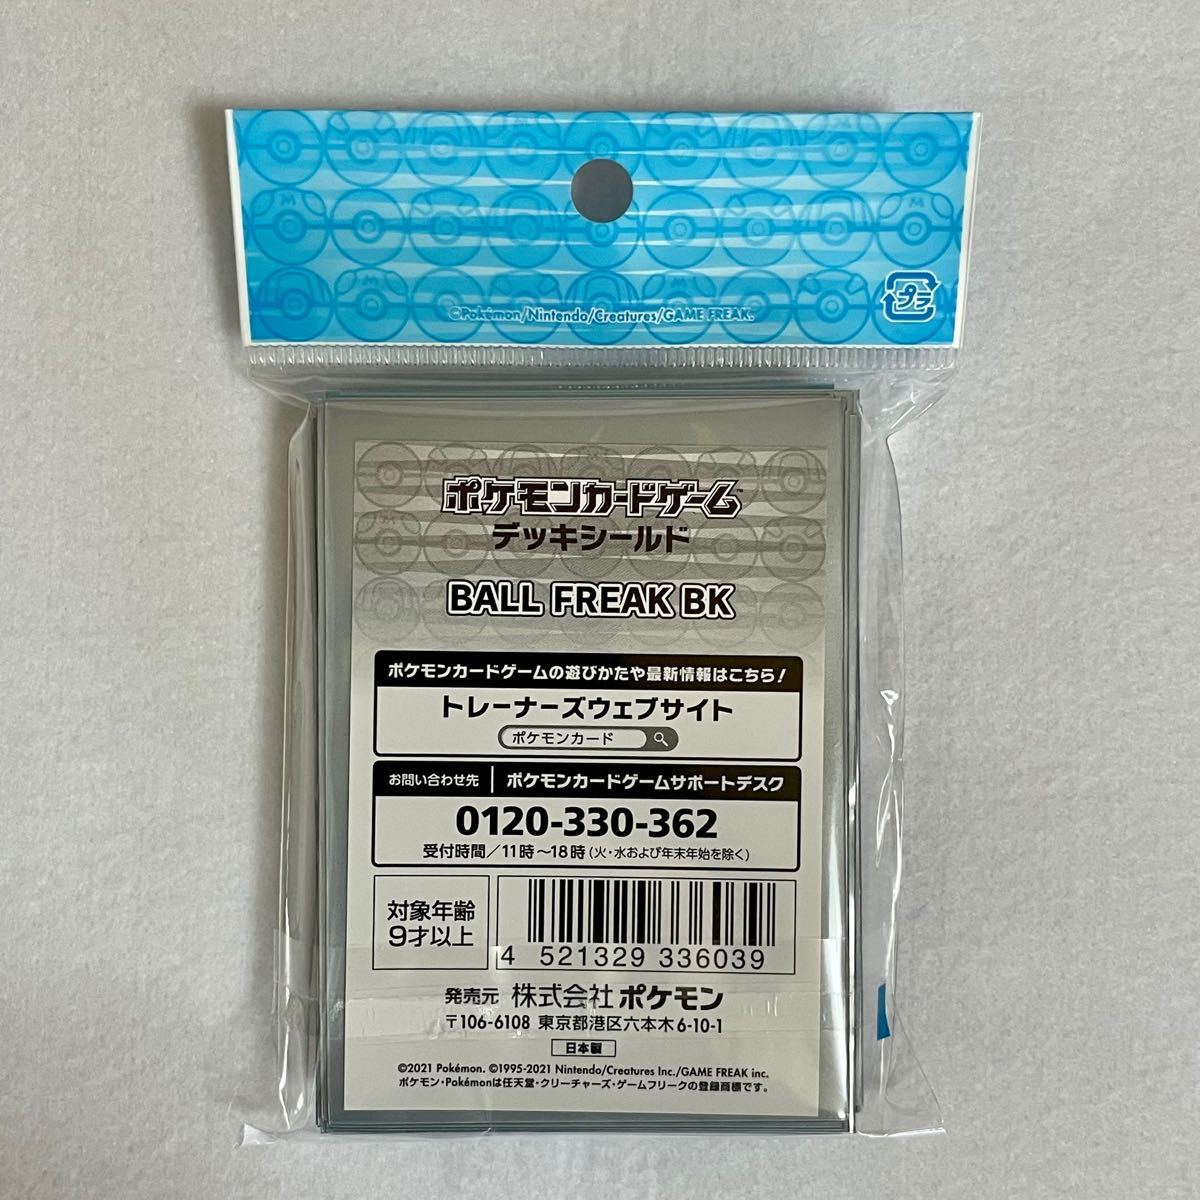 プラ
©Pokémon/Nintendo/Creatures/GAME FREAK.
ポケモンカードゲーム™
デッキシールド
BALL FREAK BK
ポケモンカードゲームの遊びかたや最新情報はこちら!
トレーナーズウェブサイト
ポケモンカード
お問い合わせ先 ポケモンカードゲームサポートデスク
0120-330-362
受付時間/11時〜18時(火・水および年末年始を除く)
対象年齢
9才以上
4 521329 336039
発売元 株式会社 ポケモン
〒106-6108 東京都港区六本木6-10-1
日本製
©2021 Pokémon. ©1995-2021 Nintendo/Creatures Inc./GAME FREAK inc.
ポケモン・Pokémonは任天堂・クリーチャーズ・ゲームフリークの登録商標です。